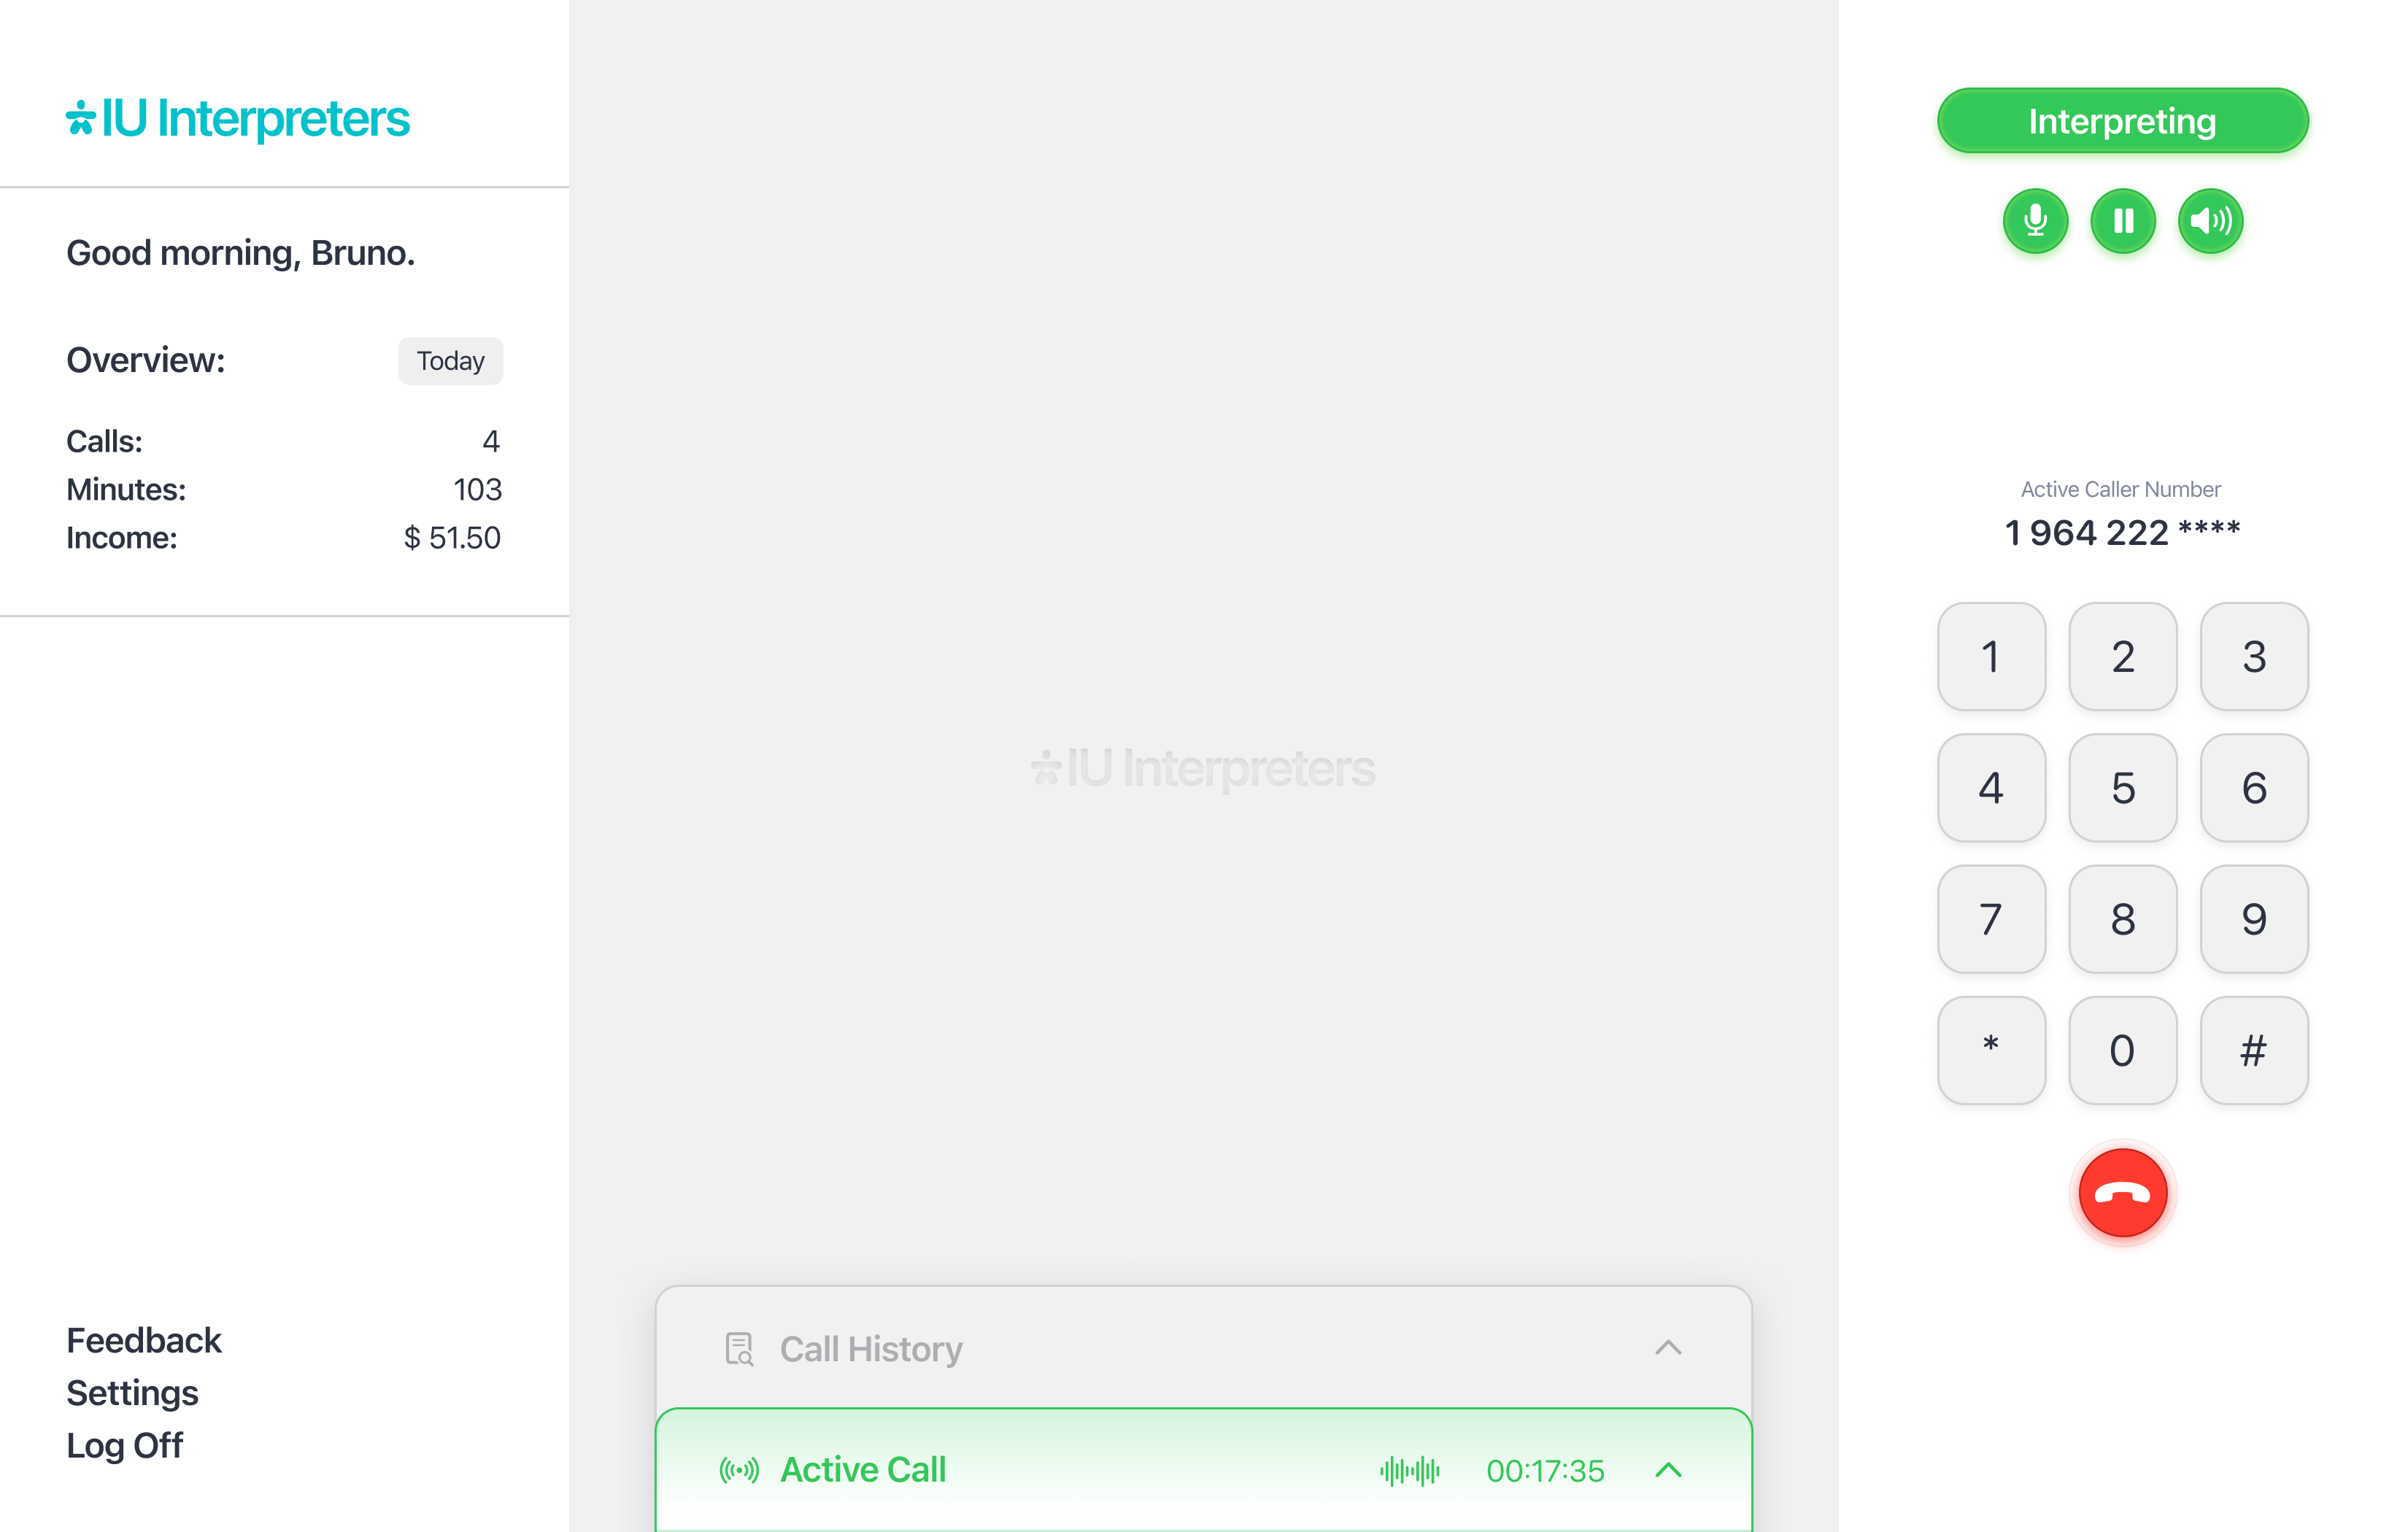 IU Interpreters
Good morning, Bruno.
Overview:
Today
Calls:
4
Minutes:
103
Income:
$ 51.50
Feedback
Settings
Log Off
IU Interpreters
Call History
Active Call
00:17:35
Interpreting
Active Caller Number
1 964 222 ****
1
2
3
4
5
6
7
8
9
*
0
#